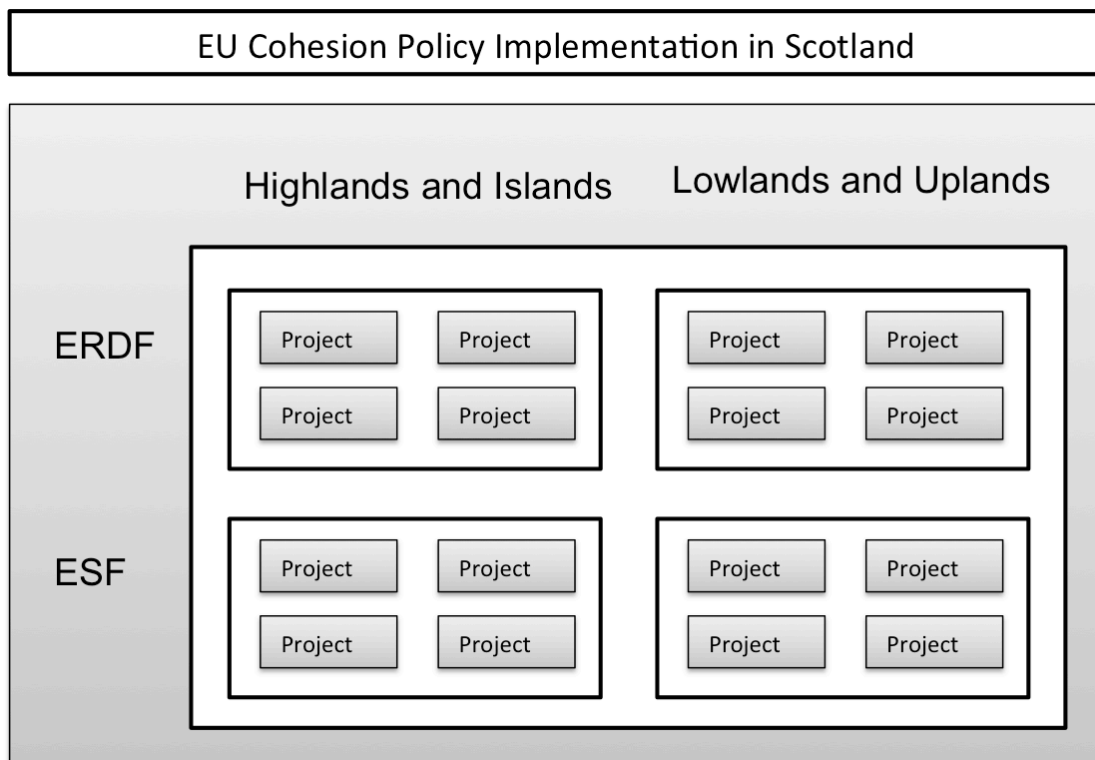 EU Cohesion Policy Implementation in Scotland
Highlands and Islands Lowlands and Uplands
ERDF
Project Project Project Project
Project Project Project Project
ESF
Project Project Project Project
Project Project Project Project